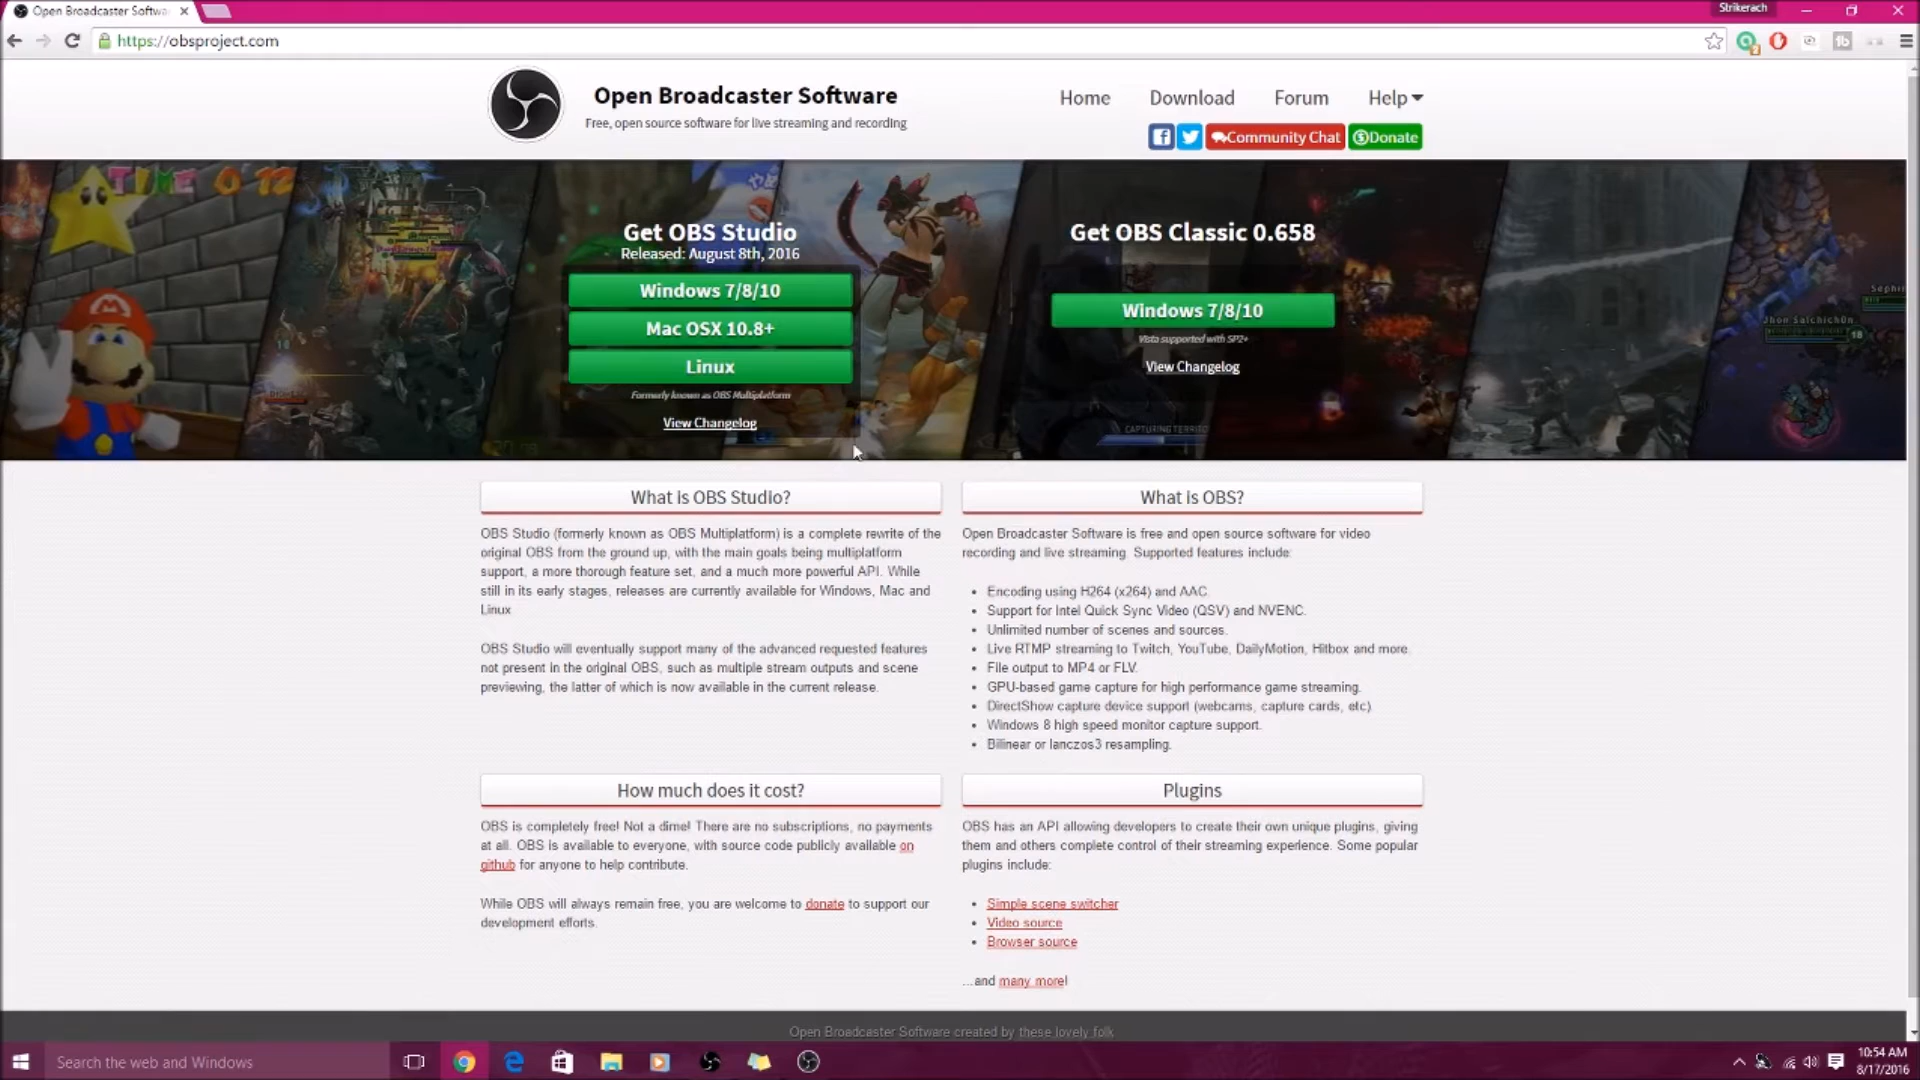 Open Broadcaster Softwa
Strikerach
https://obsproject.com
Open Broadcaster Software
Free, open source software for live streaming and recording
Home
Download
Forum
Help
Community Chat
Donate
TIME 0 12
Get OBS Studio
Released: August 8th, 2016
Windows 7/8/10
Mac OSX 10.8+
Linux
Formerly known as OBS Multiplatform
View Changelog
Get OBS Classic 0.658
Windows 7/8/10
Vista supported with SP2+
View Changelog
CAPTURING TERRITO
Sephir
Jhon Salchich0n
18
What is OBS Studio?
OBS Studio (formerly known as OBS Multiplatform) is a complete rewrite of the
original OBS from the ground up, with the main goals being multiplatform
support, a more thorough feature set, and a much more powerful API. While
still in its early stages, releases are currently available for Windows, Mac and
Linux
OBS Studio will eventually support many of the advanced requested features
not present in the original OBS, such as multiple stream outputs and scene
previewing, the latter of which is now available in the current release.
What is OBS?
Open Broadcaster Software is free and open source software for video
recording and live streaming. Supported features include:
Encoding using H264 (x264) and AAC.
Support for Intel Quick Sync Video (QSV) and NVENC.
Unlimited number of scenes and sources.
Live RTMP streaming to Twitch, YouTube, DailyMotion, Hitbox and more.
File output to MP4 or FLV.
GPU-based game capture for high performance game streaming.
DirectShow capture device support (webcams, capture cards, etc)
Windows 8 high speed monitor capture support.
Bilinear or lanczos3 resampling.
How much does it cost?
OBS is completely free! Not a dime! There are no subscriptions, no payments
at all. OBS is available to everyone, with source code publicly available on
github for anyone to help contribute.
While OBS will always remain free, you are welcome to donate to support our
development efforts.
Plugins
OBS has an API allowing developers to create their own unique plugins, giving
them and others complete control of their streaming experience. Some popular
plugins include:
Simple scene switcher
Video source
Browser source
...and many more!
Open Broadcaster Software created by these lovely folk
Search the web and Windows
10:54 AM
8/17/2016